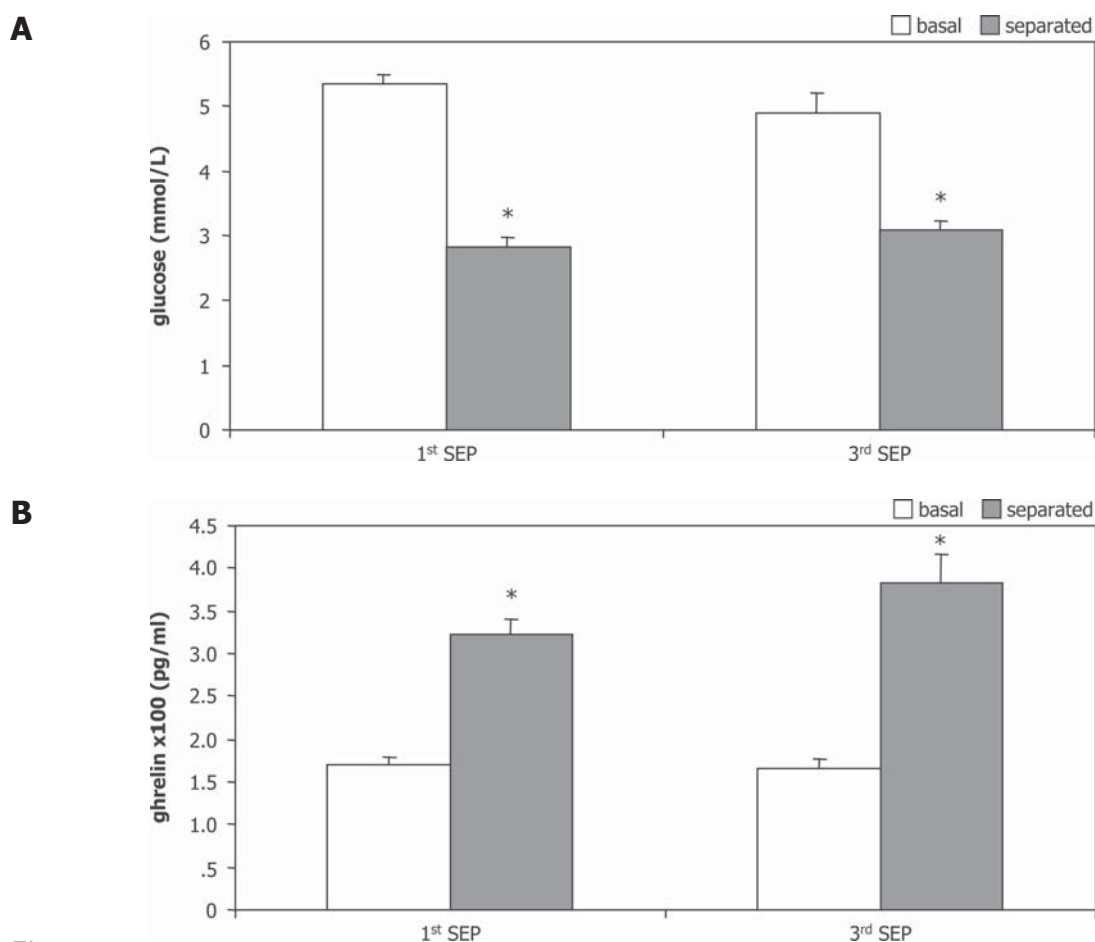 A
basal separated
6
5
4
3
2
1
0
glucose (mmol/L)
*
*
1st SEP 3rd SEP
B
basal separated
4.5
4.0
3.5
3.0
2.5
2.0
1.5
1.0
.5
0
ghrelin x100 (pg/ml)
*
*
1st SEP 3rd SEP